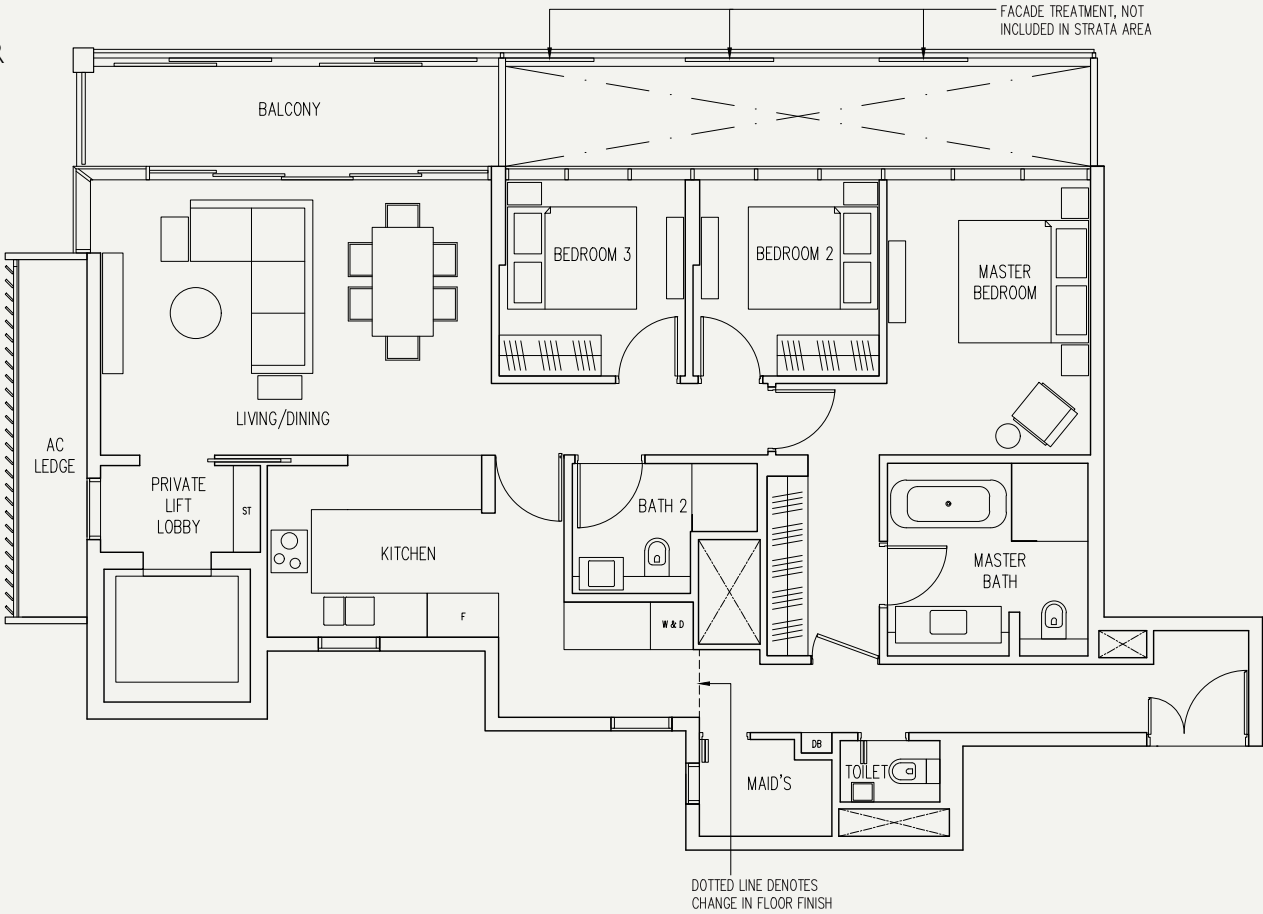 FACADE TREATMENT, NOT
INCLUDED IN STRATA AREA
R
BALCONY
BEDROOM 3
BEDROOM 2
MASTER
BEDROOM
LIVING/DINING
AC
LEDGE
PRIVATE
LIFT
LOBBY
ST
KITCHEN
BATH 2
MASTER
BATH
F
W & D
DB
MAID'S
TOILET
DOTTED LINE DENOTES
CHANGE IN FLOOR FINISH